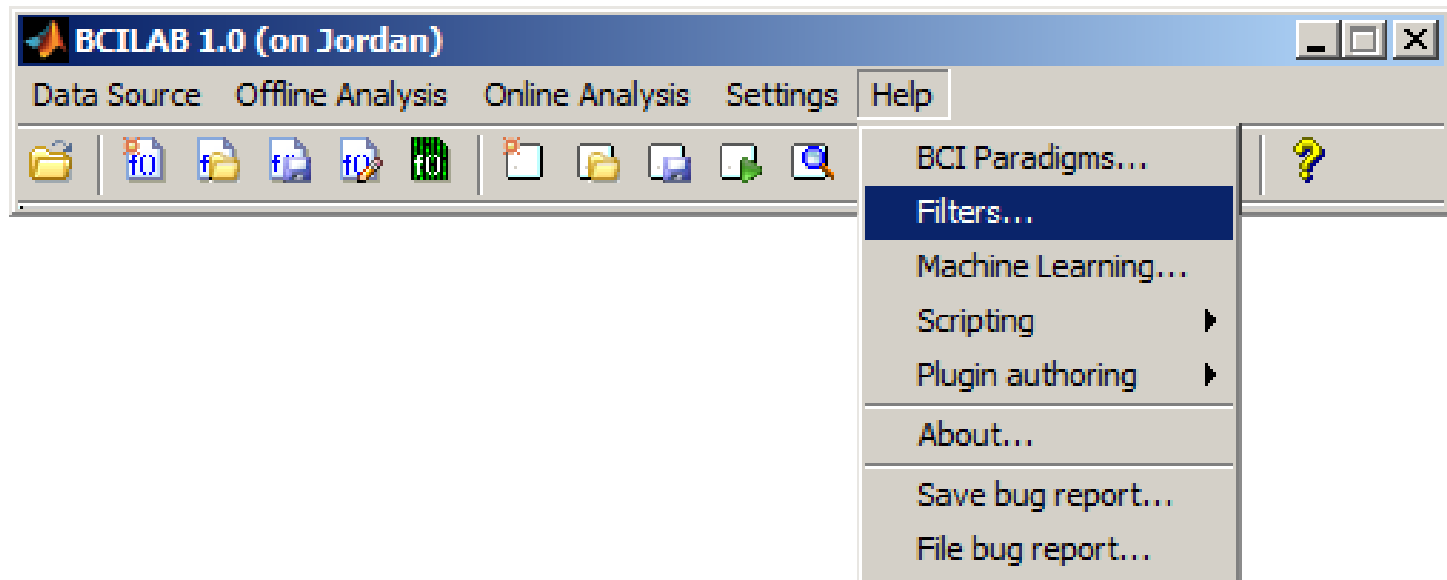 BCILAB 1.0 (on Jordan)
Data Source Offline Analysis Online Analysis Settings Help
f() f() f() f() f() ?
BCI Paradigms...
Filters...
Machine Learning...
Scripting
Plugin authoring
About...
Save bug report...
File bug report...